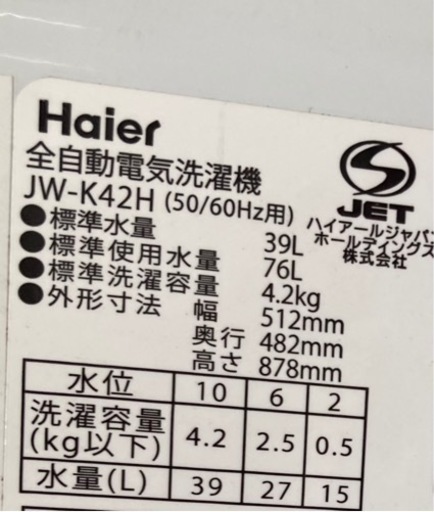 Haier
全自動電気洗濯機
JW-K42H (50/60Hz用)
●標準水量 39L
●標準使用水量 76L
●標準洗濯容量 4.2kg
●外形寸法 幅 512mm
奥行 482mm
高さ 878mm
JET
ハイアールジャパン
ホールディングス
株式会社
水位 10 6 2
洗濯容量
(kg以下) 4.2 2.5 0.5
水量(L) 39 27 15